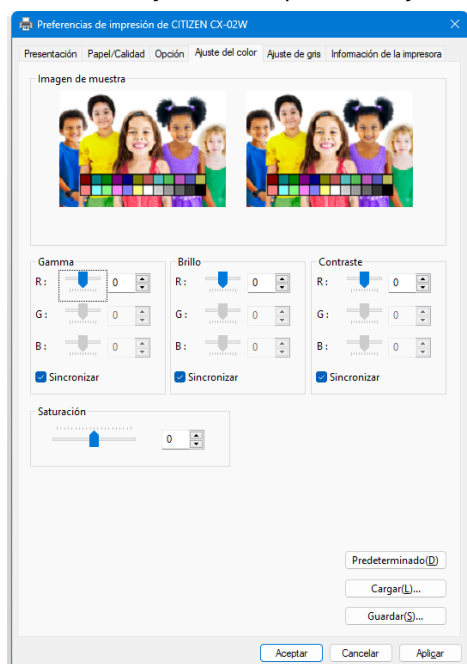 Preferencias de impresión de CITIZEN CX-02W
Presentación Papel/Calidad Opción Ajuste del color Ajuste de gris Información de la impresora
Imagen de muestra
Gamma Brillo Contraste
R: 0 R: 0 R: 0
G: 0 G: 0 G: 0
B: 0 B: 0 B: 0
Sincronizar Sincronizar Sincronizar
Saturación
0
Predeterminado(D)
Cargar(L)...
Guardar(S)...
Aceptar Cancelar Aplicar